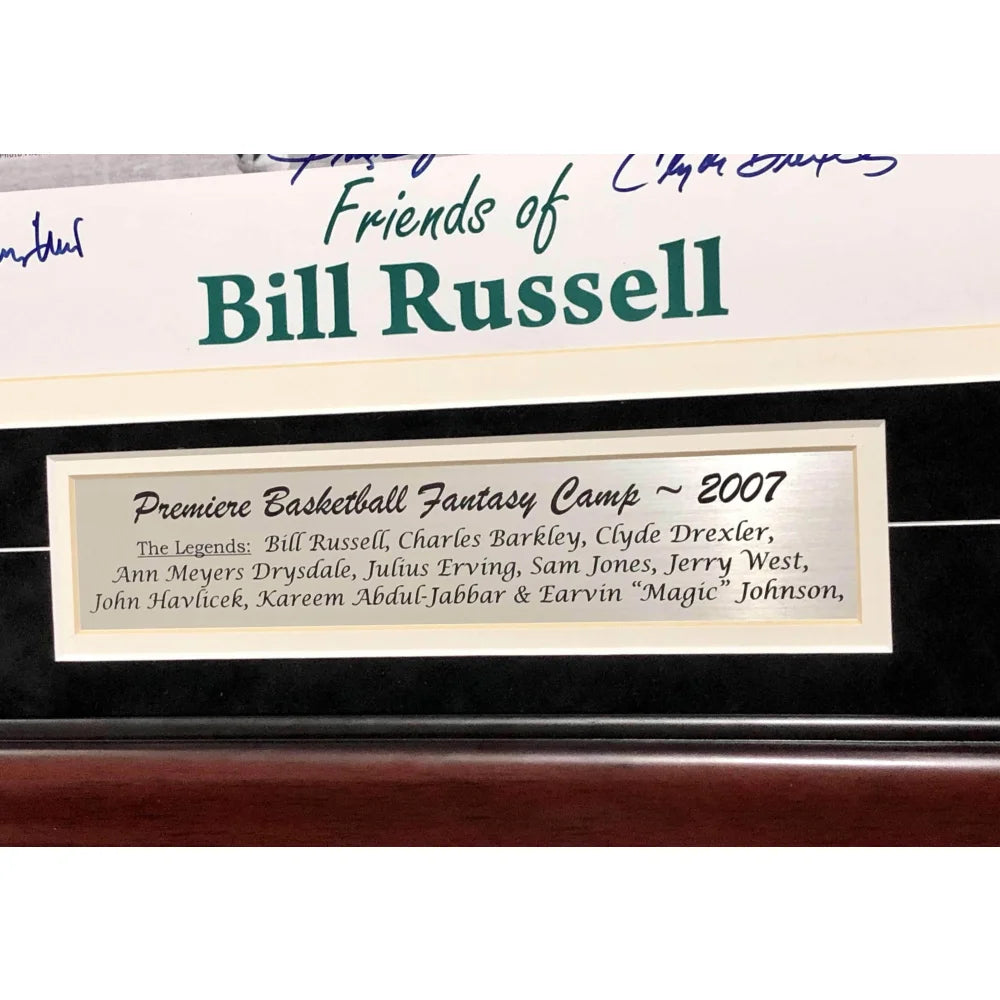 Clyde Drexler
Friends of
Bill Russell
Premiere Basketball Fantasy Camp ~ 2007
The Legends: Bill Russell, Charles Barkley, Clyde Drexler,
Ann Meyers Drysdale, Julius Erving, Sam Jones, Jerry West,
John Havlicek, Kareem Abdul-Jabbar & Earvin “Magic” Johnson,